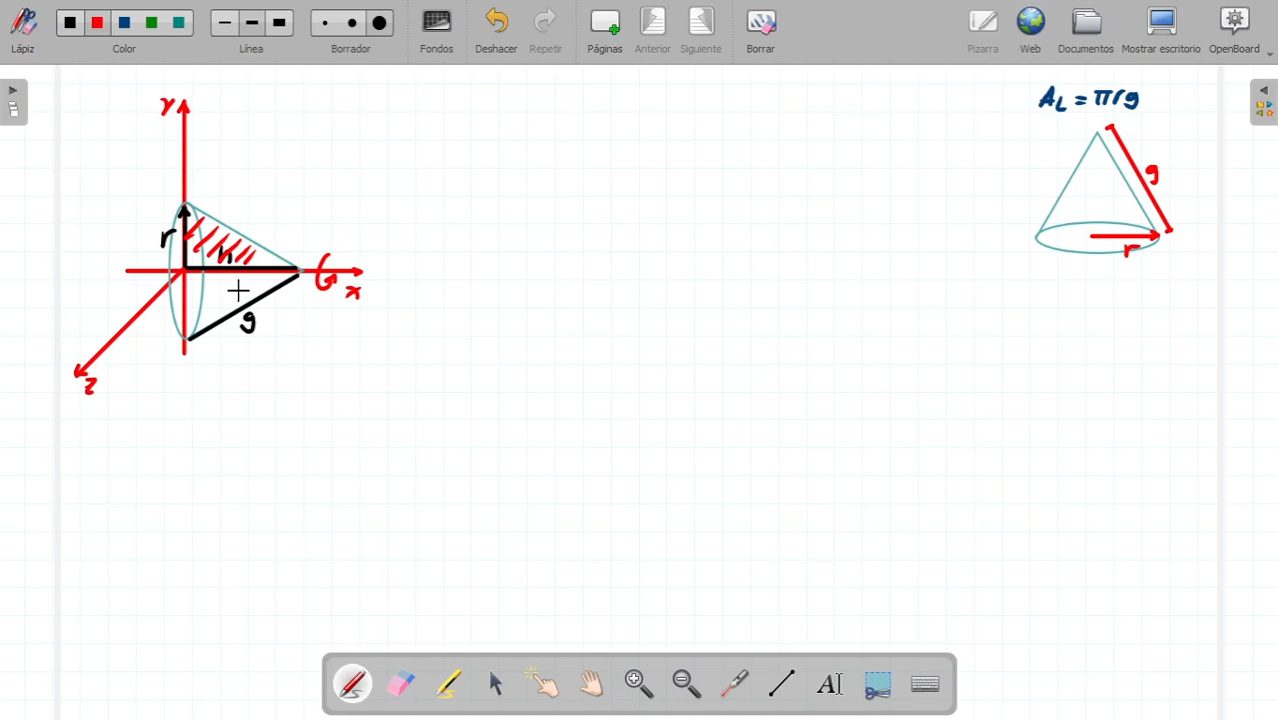 Lápiz
Color
Línea
Borrador
Fondos
Deshacer
Repetir
Páginas
Anterior
Siguiente
Borrar
Pizarra
Web
Documentos
Mostrar escritorio
OpenBoard
A_L = πrg
g
r
Y
r
h
x
g
z